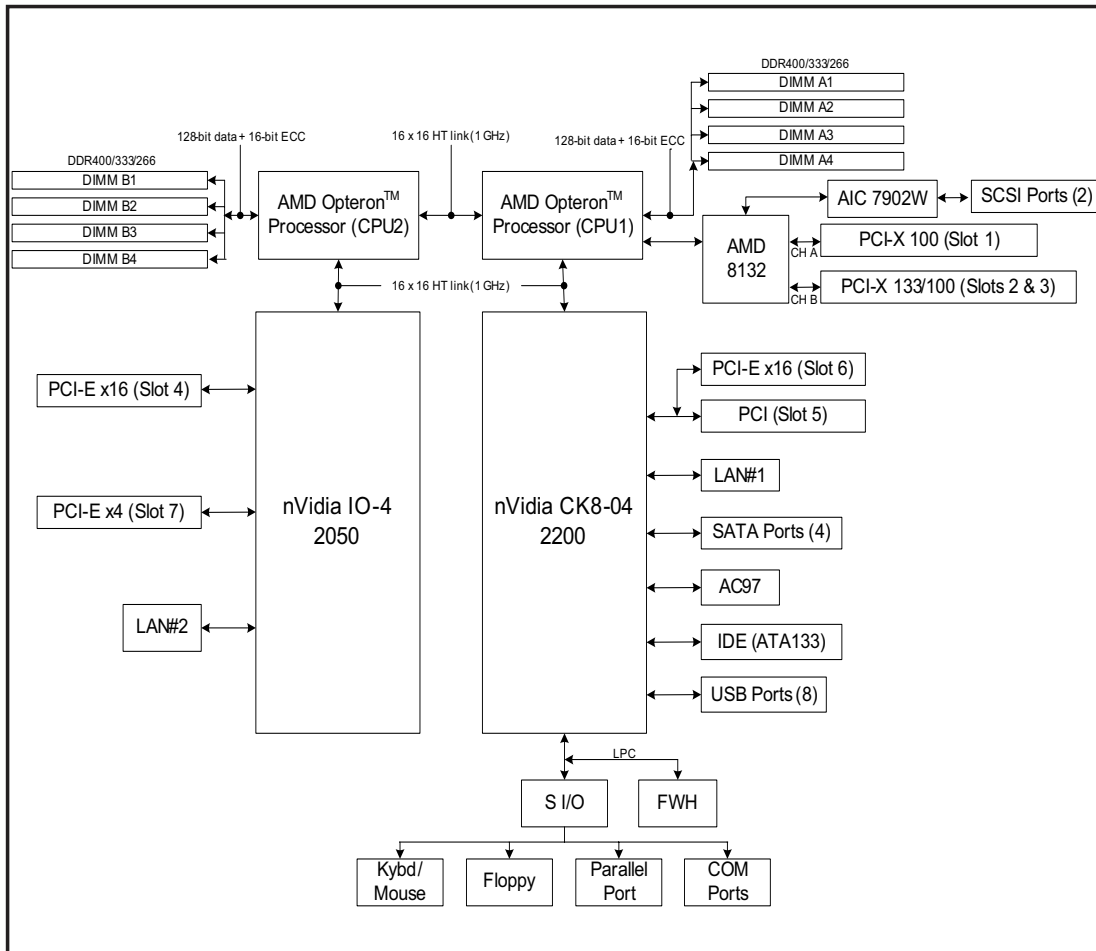 DDR400/333/266
DIMM A1
DIMM A2
DIMM A3
DIMM A4
128-bit data + 16-bit ECC
16 x 16 HT link (1 GHz)
128-bit data + 16-bit ECC
DDR400/333/266
DIMM B1
DIMM B2
DIMM B3
DIMM B4
AMD Opteron™
Processor (CPU2)
AMD Opteron™
Processor (CPU1)
AIC 7902W
SCSI Ports (2)
AMD
8132
CH A
PCI-X 100 (Slot 1)
CH B
PCI-X 133/100 (Slots 2 & 3)
16 x 16 HT link (1 GHz)
PCI-E x16 (Slot 4)
PCI-E x4 (Slot 7)
LAN#2
nVidia IO-4
2050
nVidia CK8-04
2200
PCI-E x16 (Slot 6)
PCI (Slot 5)
LAN#1
SATA Ports (4)
AC97
IDE (ATA133)
USB Ports (8)
LPC
S I/O
FWH
Kybd/
Mouse
Floppy
Parallel
Port
COM
Ports